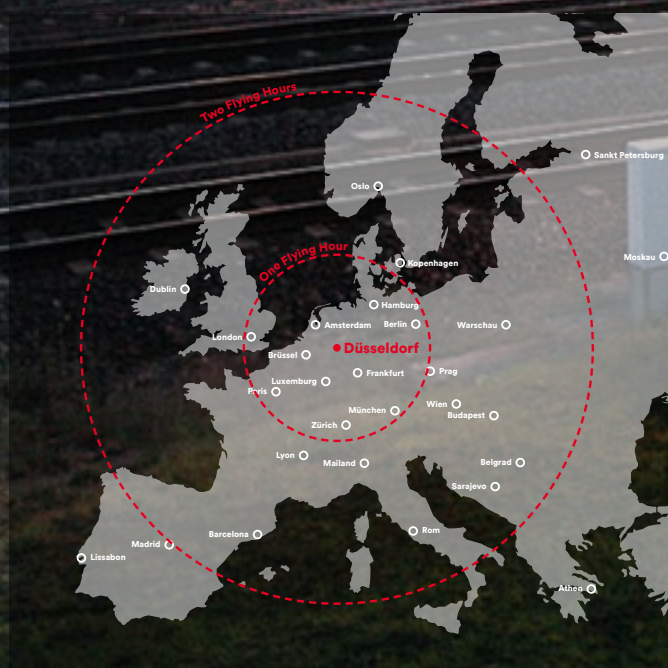 Two Flying Hours
Sankt Petersburg
Oslo
One Flying Hour
Moskau
Kopenhagen
Dublin
Hamburg
Amsterdam
Berlin
Warschau
London
Düsseldorf
Brüssel
Prag
Frankfurt
Luxemburg
Paris
Wien
München
Budapest
Zürich
Lyon
Mailand
Belgrad
Sarajevo
Rom
Barcelona
Madrid
Lissabon
Athen